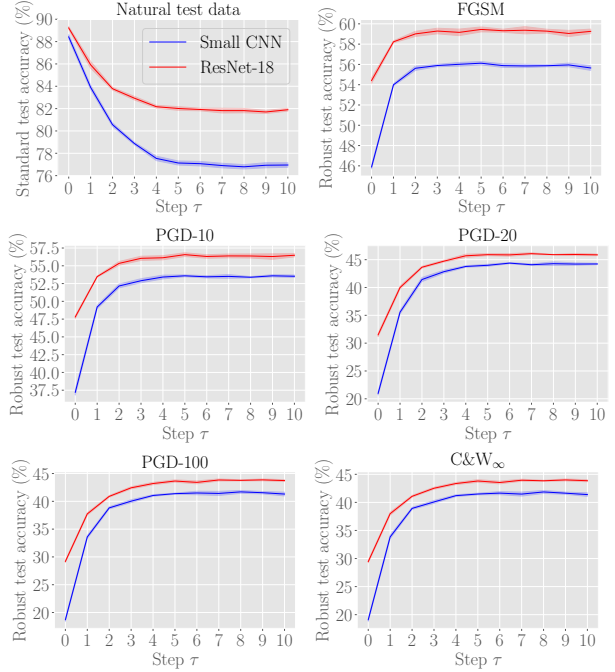 Natural test data
Standard test accuracy (%)
90
88
86
84
82
80
78
76
Small CNN
ResNet-18
0 1 2 3 4 5 6 7 8 9 10
Step τ
FGSM
Robust test accuracy (%)
60
58
56
54
52
50
48
46
0 1 2 3 4 5 6 7 8 9 10
Step τ
PGD-10
Robust test accuracy (%)
57.5
55.0
52.5
50.0
47.5
45.0
42.5
40.0
37.5
0 1 2 3 4 5 6 7 8 9 10
Step τ
PGD-20
Robust test accuracy (%)
45
40
35
30
25
20
0 1 2 3 4 5 6 7 8 9 10
Step τ
PGD-100
Robust test accuracy (%)
45
40
35
30
25
20
0 1 2 3 4 5 6 7 8 9 10
Step τ
C&W∞
Robust test accuracy (%)
45
40
35
30
25
20
0 1 2 3 4 5 6 7 8 9 10
Step τ